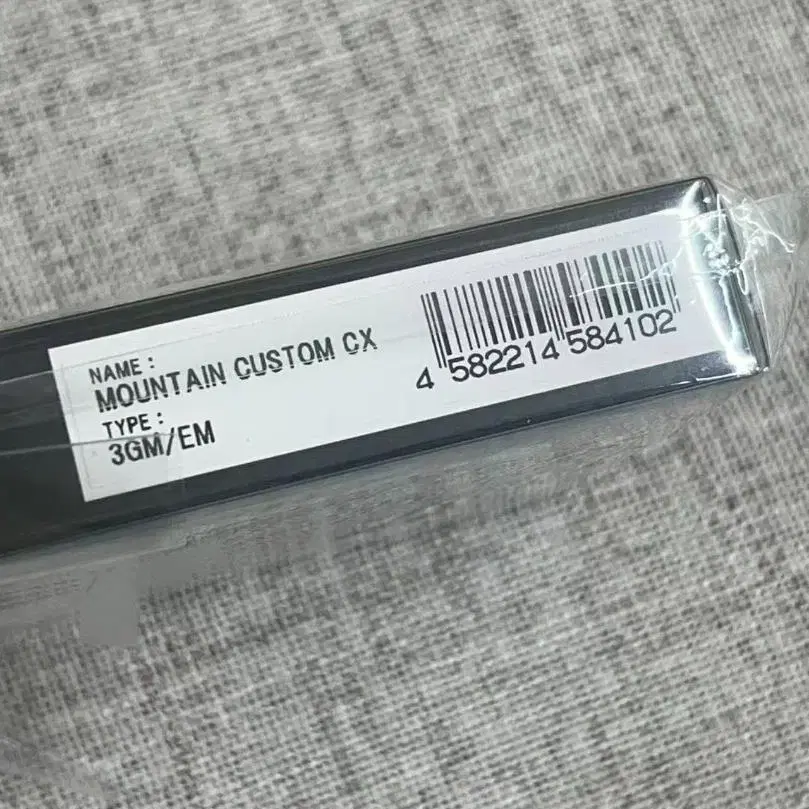 NAME :
MOUNTAIN CUSTOM CX
TYPE :
3GM/EM
4 582214 584102